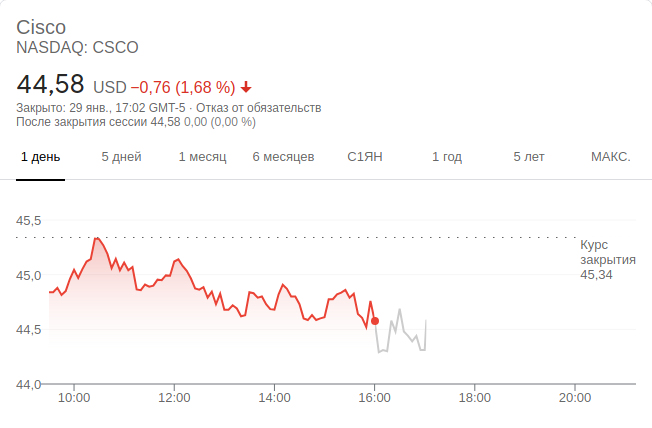 Cisco
NASDAQ: CSCO
44,58 USD −0,76 (1,68 %)
Закрыто: 29 янв., 17:02 GMT-5 · Отказ от обязательств
После закрытия сессии 44,58 0,00 (0,00 %)
1 день 5 дней 1 месяц 6 месяцев С1ЯН 1 год 5 лет МАКС.
45,5
Курс
закрытия
45,34
45,0
44,5
44,0
10:00 12:00 14:00 16:00 18:00 20:00